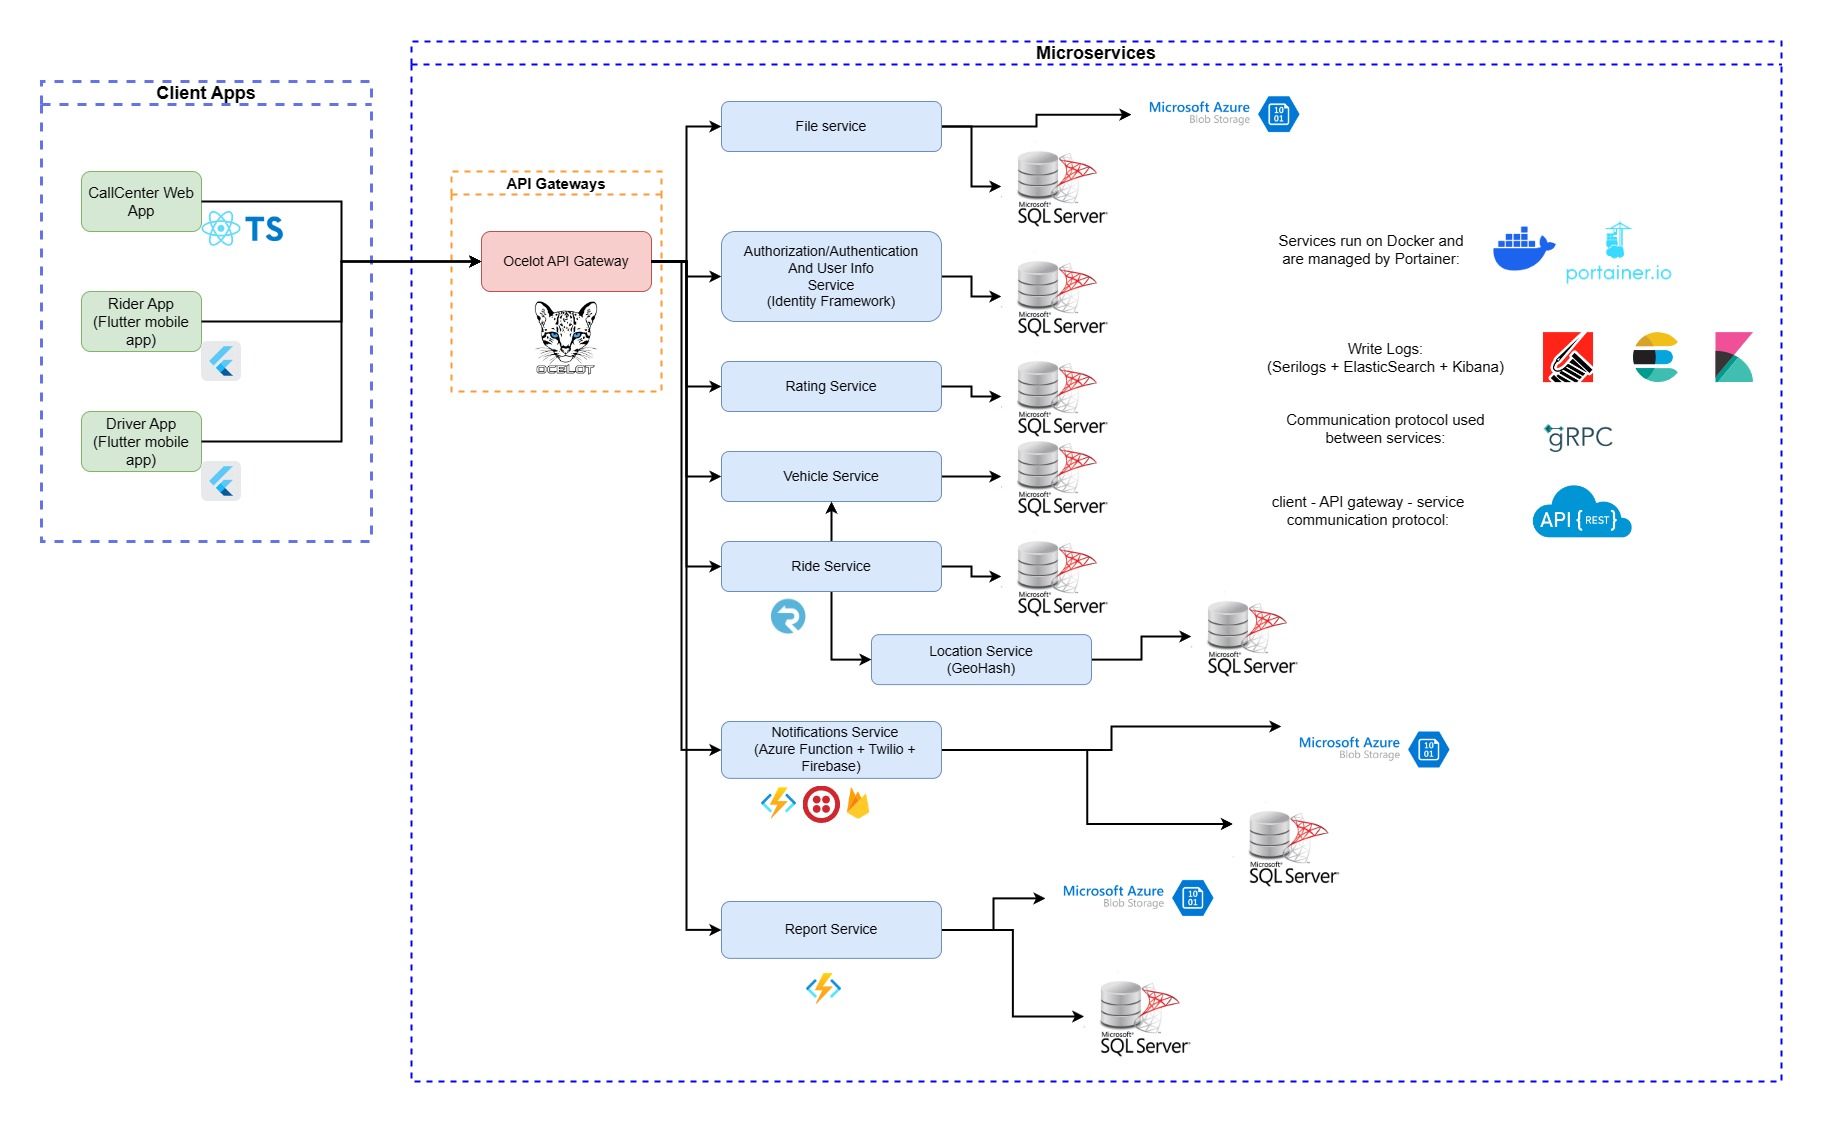 Microservices
Client Apps
CallCenter Web
App
TS
Rider App
(Flutter mobile
app)
Driver App
(Flutter mobile
app)
API Gateways
Ocelot API Gateway
OCELOT
File service
Microsoft Azure
Blob Storage
10
01
Microsoft®
SQL Server®
Authorization/Authentication
And User Info
Service
(Identity Framework)
Microsoft®
SQL Server®
Rating Service
Microsoft®
SQL Server®
Vehicle Service
Microsoft®
SQL Server®
Ride Service
Microsoft®
SQL Server®
Location Service
(GeoHash)
Microsoft®
SQL Server®
Notifications Service
(Azure Function + Twilio +
Firebase)
Microsoft Azure
Blob Storage
10
01
Microsoft®
SQL Server®
Report Service
Microsoft Azure
Blob Storage
10
01
Microsoft®
SQL Server®
Services run on Docker and
are managed by Portainer:
portainer.io
Write Logs:
(Serilogs + ElasticSearch + Kibana)
Communication protocol used
between services:
gRPC
client - API gateway - service
communication protocol:
API {REST}